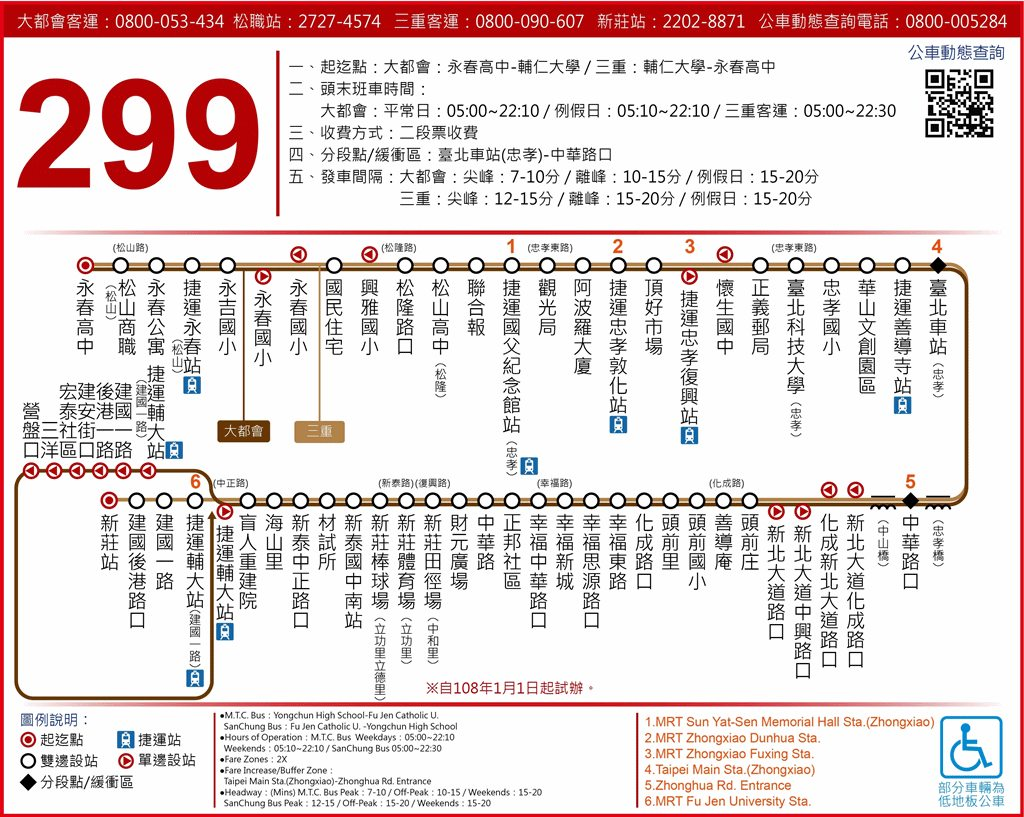 大都會客運：0800-053-434 松職站：2727-4574 三重客運：0800-090-607 新莊站：2202-8871 公車動態查詢電話：0800-005284
公車動態查詢
299
一、起迄點：大都會：永春高中-輔仁大學 / 三重：輔仁大學-永春高中
二、頭末班車時間：
大都會：平常日：05:00~22:10 / 例假日：05:10~22:10 / 三重客運：05:00~22:30
三、收費方式：二段票收費
四、分段點/緩衝區：臺北車站(忠孝)-中華路口
五、發車間隔：大都會：尖峰：7-10分 / 離峰：10-15分 / 例假日：15-20分
三重：尖峰：12-15分 / 離峰：15-20分 / 例假日：15-20分
(松山路)
(松隆路)
1
(忠孝東路)
2
3
(忠孝東路)
4
永春高中
松山商職(松山)
永春公寓
捷運永春站(松山)
永吉國小
永春國小
永春國小
國民住宅
興雅國小
松隆路口
松山高中(松隆)
聯合報
捷運國父紀念館站(忠孝)
觀光局
阿波羅大廈
捷運忠孝敦化站
頂好市場
捷運忠孝復興站
懷生國中
正義郵局
臺北科技大學(忠孝)
忠孝國小
華山文創園區
捷運善導寺站
臺北車站(忠孝)
大都會
三重
營盤口
三洋
宏泰社區
建安街口
後港一路
建國一路
捷運輔大站(建國一路)
6
(中正路)
(新泰路)
(復興路)
(幸福路)
(化成路)
5
新莊站
建國後港路口
建國一路
捷運輔大站(建國一路)
捷運輔大站
盲人重建院
海山里
新泰中正路口
材試所
新泰國中南站
新莊棒球場(立功里立德里)
新莊體育場(立功里)
新莊田徑場(中和里)
財元廣場
中華路
正邦社區
幸福中華路口
幸福新城
幸福思源路口
幸福東路
化成路口
頭前里
頭前國小
善導庵
頭前庄
新北大道路口
新北大道中興路口
化成新北大道路口
新北大道化成路口
(中山橋)
中華路口
(忠孝橋)
※自108年1月1日起試辦。
圖例說明：
起迄點
捷運站
雙邊設站
單邊設站
分段點/緩衝區
●M.T.C. Bus：Yongchun High School-Fu Jen Catholic U.
SanChung Bus：Fu Jen Catholic U. -Yongchun High School
●Hours of Operation：M.T.C. Bus Weekdays：05:00~22:10
Weekends：05:10~22:10 / SanChung Bus 05:00~22:30
●Fare Zones：2X
●Fare Increase/Buffer Zone：
Taipei Main Sta.(Zhongxiao)-Zhonghua Rd. Entrance
●Headway：(Mins) M.T.C. Bus Peak：7-10 / Off-Peak：10-15 / Weekends：15-20
SanChung Bus Peak：12-15 / Off-Peak：15-20 / Weekends：15-20
1.MRT Sun Yat-Sen Memorial Hall Sta.(Zhongxiao)
2.MRT Zhongxiao Dunhua Sta.
3.MRT Zhongxiao Fuxing Sta.
4.Taipei Main Sta.(Zhongxiao)
5.Zhonghua Rd. Entrance
6.MRT Fu Jen University Sta.
部分車輛為
低地板公車